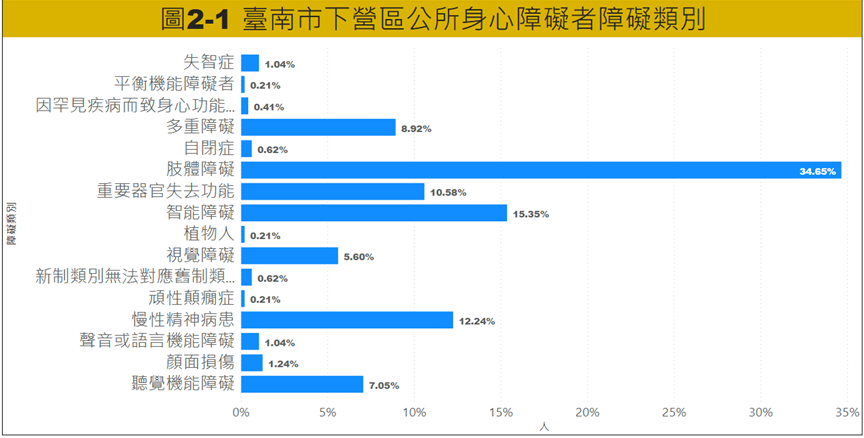 圖2-1 臺南市下營區公所身心障礙者障礙類別
失智症 1.04%
平衡機能障礙者 0.21%
因罕見疾病而致身心功能... 0.41%
多重障礙 8.92%
自閉症 0.62%
肢體障礙 34.65%
重要器官失去功能 10.58%
智能障礙 15.35%
植物人 0.21%
視覺障礙 5.60%
新制類別無法對應舊制類... 0.62%
頑性顛癇症 0.21%
慢性精神病患 12.24%
聲音或語言機能障礙 1.04%
顏面損傷 1.24%
聽覺機能障礙 7.05%
障礙類別
0% 5% 10% 15% 20% 25% 30% 35%
人